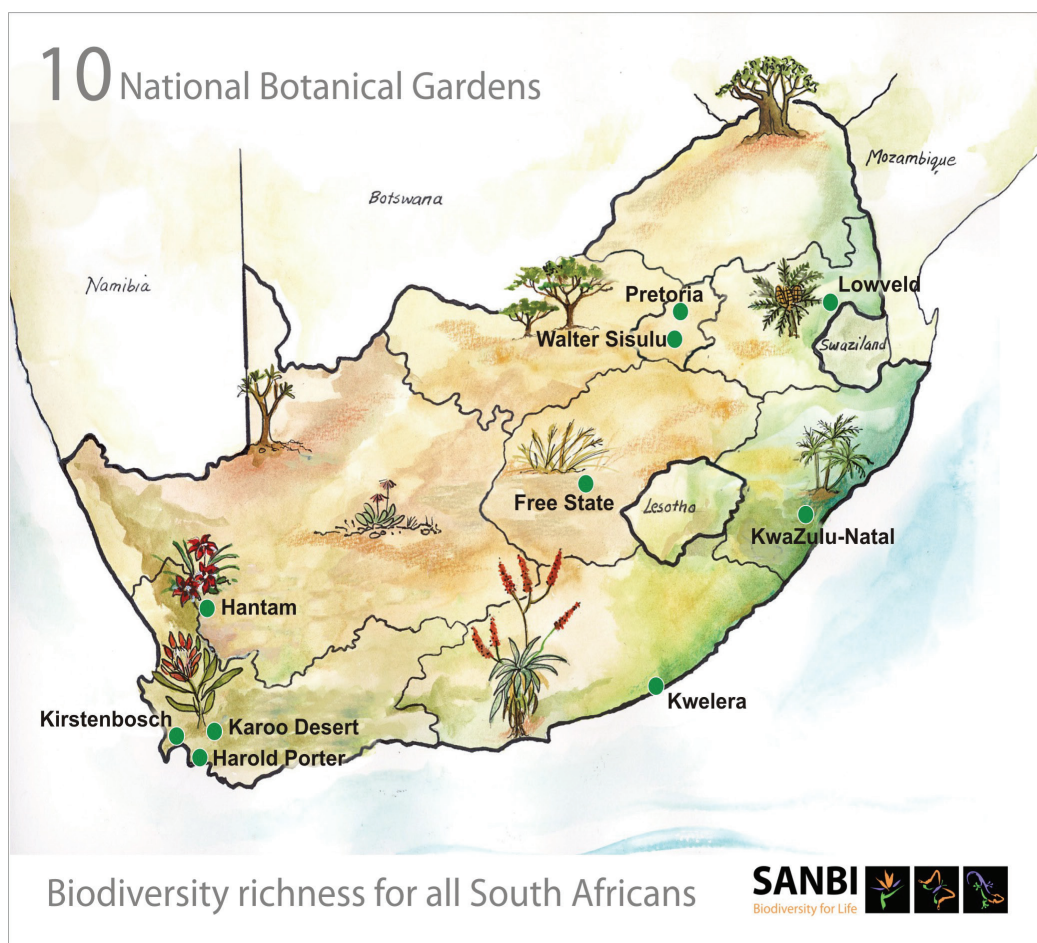 10 National Botanical Gardens
Mozambique
Botswana
Namibia
Lowveld
Pretoria
Walter Sisulu
Swaziland
Free State
Lesotho
KwaZulu-Natal
Hantam
Kwelera
Kirstenbosch
Karoo Desert
Harold Porter
Biodiversity richness for all South Africans
SANBI
Biodiversity for Life